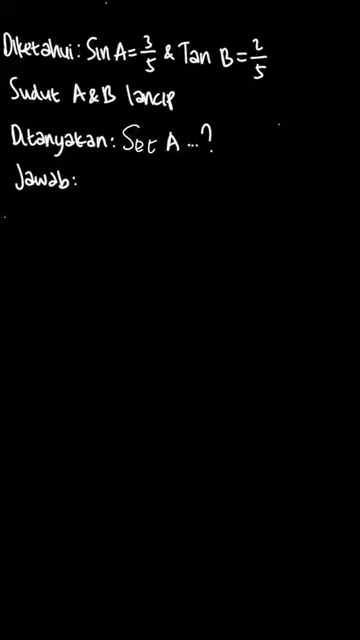 Diketahui: Sin A = 3/5 & Tan B = 2/5
Sudut A & B lancip
Ditanyakan: Sec A ...?
Jawab: